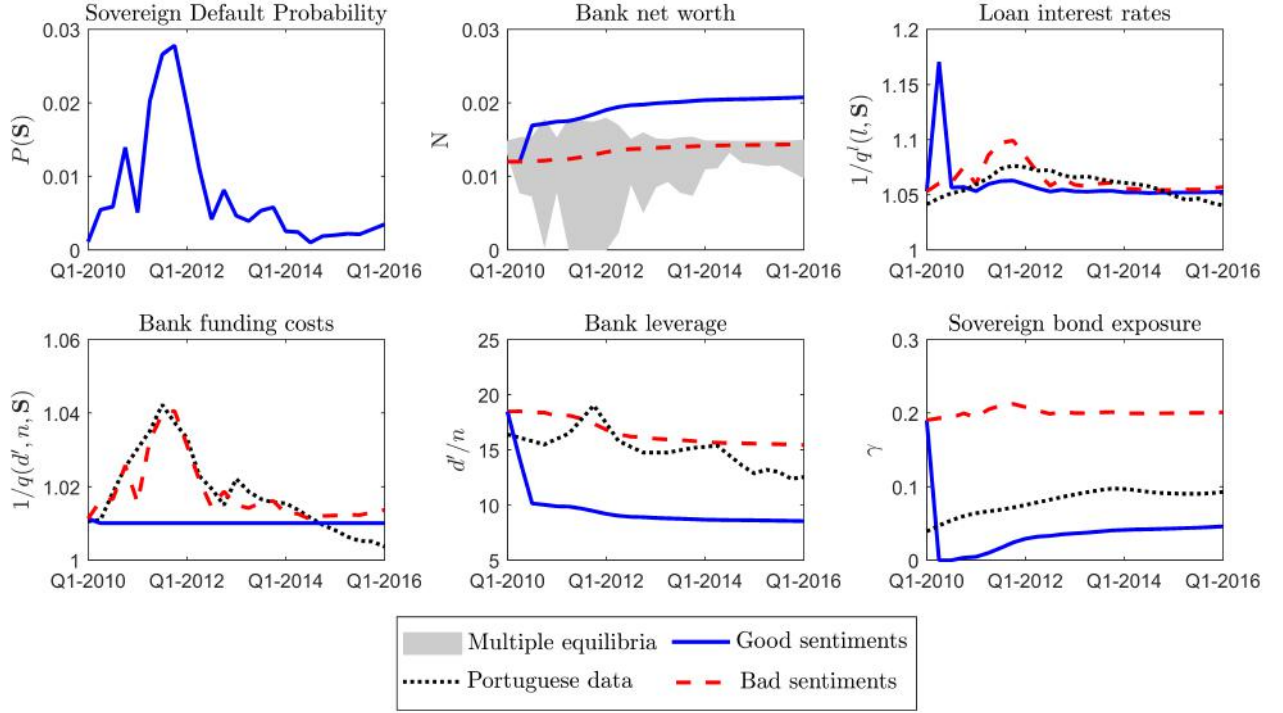 Sovereign Default Probability
0.03
0.02
0.01
0
P(S)
Q1-2010 Q1-2012 Q1-2014 Q1-2016
Bank net worth
0.03
0.02
0.01
0
N
Q1-2010 Q1-2012 Q1-2014 Q1-2016
Loan interest rates
1.2
1.15
1.1
1.05
1
1/q^l(l, S)
Q1-2010 Q1-2012 Q1-2014 Q1-2016
Bank funding costs
1.06
1.04
1.02
1
1/q(d′, n, S)
Q1-2010 Q1-2012 Q1-2014 Q1-2016
Bank leverage
25
20
15
10
5
d′/n
Q1-2010 Q1-2012 Q1-2014 Q1-2016
Sovereign bond exposure
0.3
0.2
0.1
0
γ
Q1-2010 Q1-2012 Q1-2014 Q1-2016
Multiple equilibria Good sentiments
Portuguese data Bad sentiments